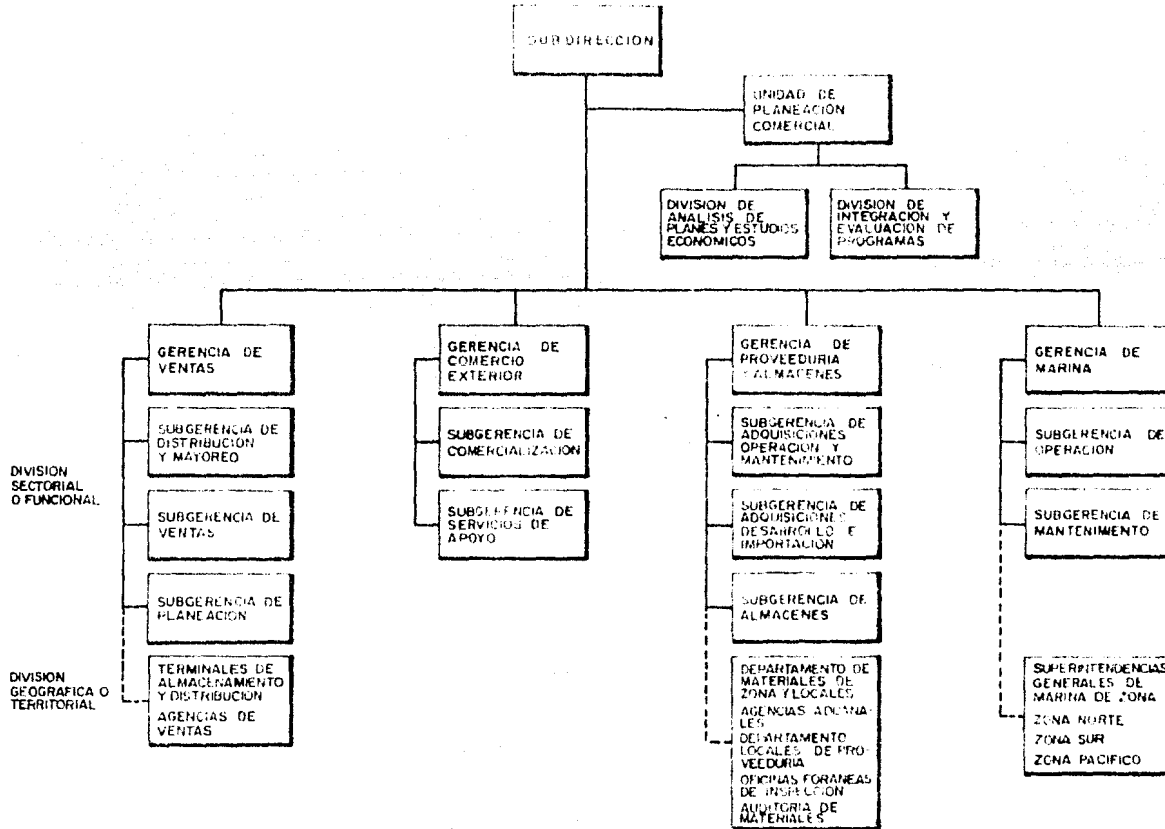 SUBDIRECCION
UNIDAD DE
PLANEACIÓN
COMERCIAL
DIVISION DE
ANALISIS DE
PLANES Y ESTUDIOS
ECONOMICOS
DIVISION DE
INTEGRACION Y
EVALUACION DE
PROGRAMAS
GERENCIA DE
VENTAS
GERENCIA DE
COMERCIO
EXTERIOR
GERENCIA DE
PROVEEDURIA
Y ALMACENES
GERENCIA DE
MARINA
DIVISION
SECTORIAL
O FUNCIONAL
SUBGERENCIA DE
DISTRIBUCION
Y MAYOREO
SUBGERENCIA DE
COMERCIALIZACION
SUBGERENCIA DE
ADQUISICIONES
OPERACION Y
MANTENIMIENTO
SUBGERENCIA DE
OPERACION
SUBGERENCIA DE
VENTAS
SUBGERENCIA DE
SERVICIOS DE
APOYO
SUBGERENCIA DE
ADQUISICIONES
DESARROLLO E
IMPORTACIÓN
SUBGERENCIA DE
MANTENIMIENTO
SUBGERENCIA DE
PLANEACION
SUBGERENCIA DE
ALMACENES
DIVISION
GEOGRAFICA O
TERRITORIAL
TERMINALES DE
ALMACENAMIENTO
Y DISTRIBUCIÓN
AGENCIAS DE
VENTAS
DEPARTAMENTO DE
MATERIALES DE
ZONA Y LOCALES
AGENCIAS ADUANA-
LES
DEPARTAMENTO
LOCALES DE PRO-
VEEDURIA
OFICINAS FORANEAS
DE INSPECCION
AUDITORIA DE
MATERIALES
SUPERINTENDENCIAS
GENERALES DE
MARINA DE ZONA
ZONA NORTE
ZONA SUR
ZONA PACIFICO